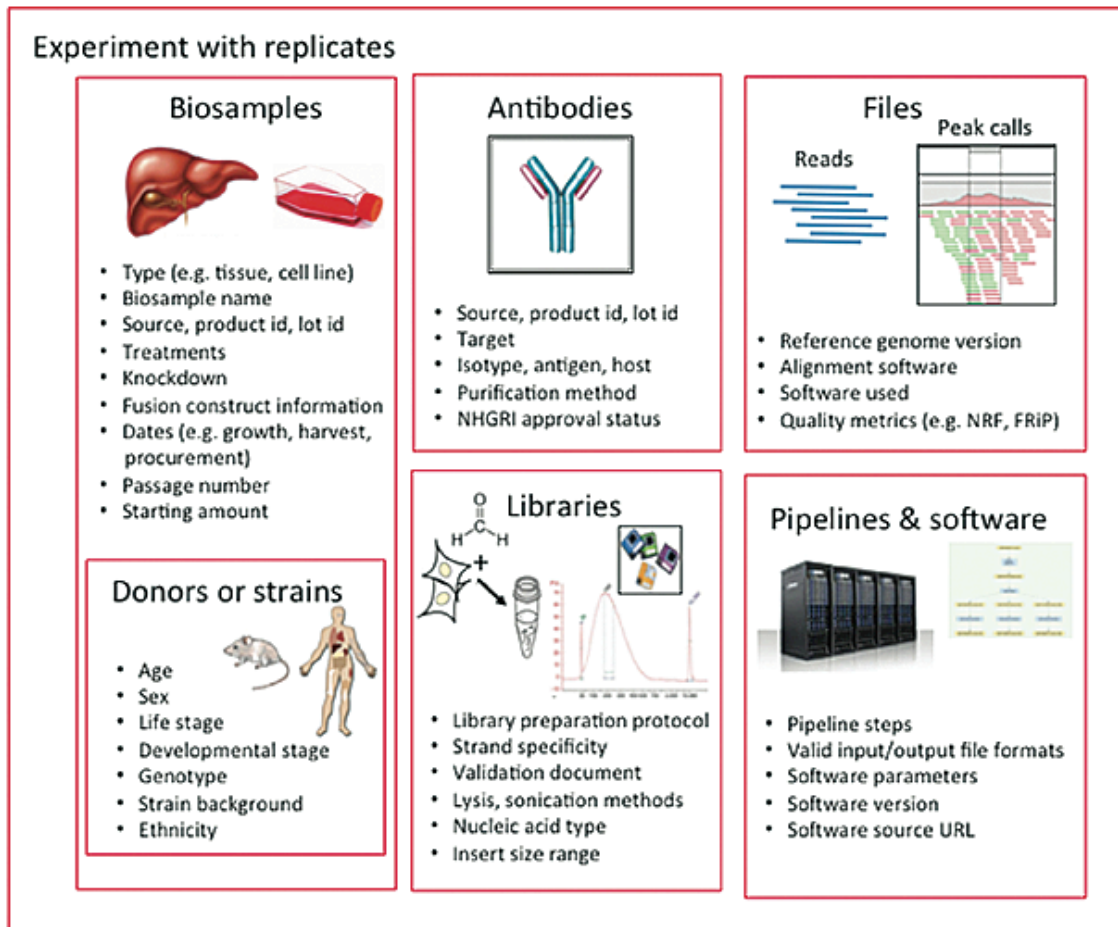 Experiment with replicates
Biosamples
• Type (e.g. tissue, cell line)
• Biosample name
• Source, product id, lot id
• Treatments
• Knockdown
• Fusion construct information
• Dates (e.g. growth, harvest,
procurement)
• Passage number
• Starting amount
Donors or strains
• Age
• Sex
• Life stage
• Developmental stage
• Genotype
• Strain background
• Ethnicity
Antibodies
• Source, product id, lot id
• Target
• Isotype, antigen, host
• Purification method
• NHGRI approval status
Libraries
O
H
H
+
• Library preparation protocol
• Strand specificity
• Validation document
• Lysis, sonication methods
• Nucleic acid type
• Insert size range
Files
Peak calls
Reads
• Reference genome version
• Alignment software
• Software used
• Quality metrics (e.g. NRF, FRiP)
Pipelines & software
• Pipeline steps
• Valid input/output file formats
• Software parameters
• Software version
• Software source URL